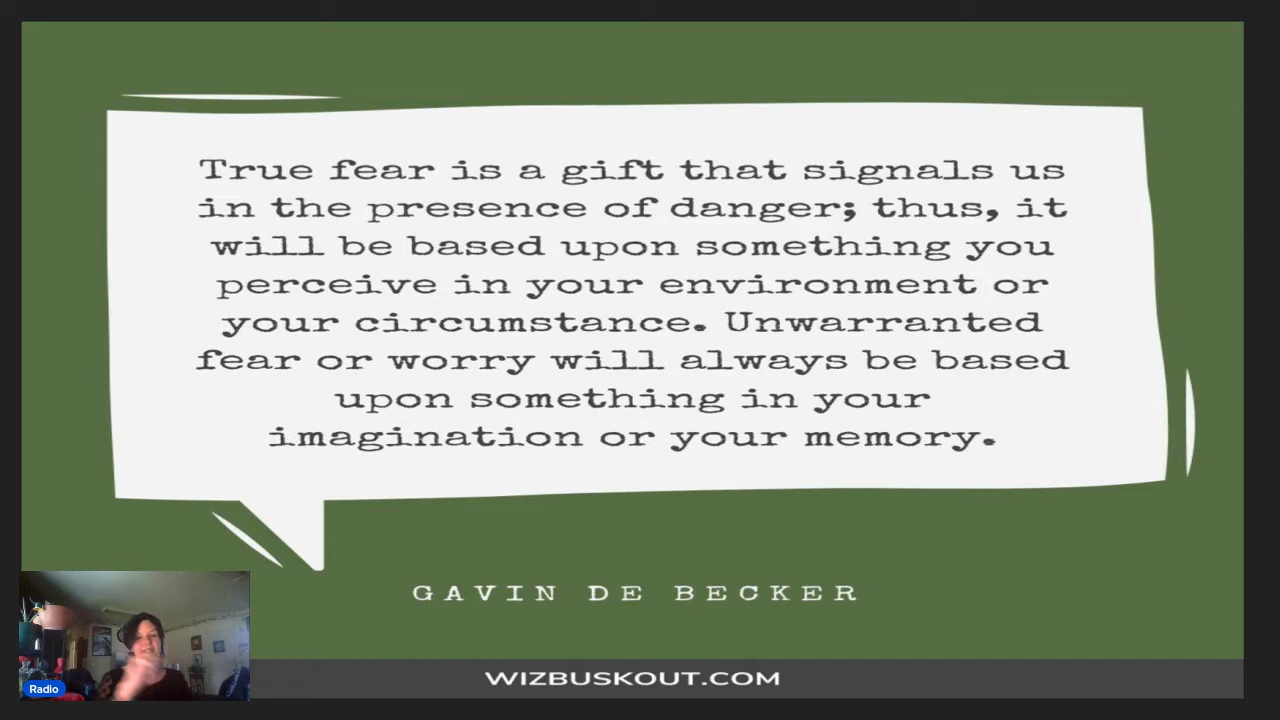 True fear is a gift that signals us
in the presence of danger; thus, it
will be based upon something you
perceive in your environment or
your circumstance. Unwarranted
fear or worry will always be based
upon something in your
imagination or your memory.
GAVIN DE BECKER
Radio
WIZBUSKOUT.COM